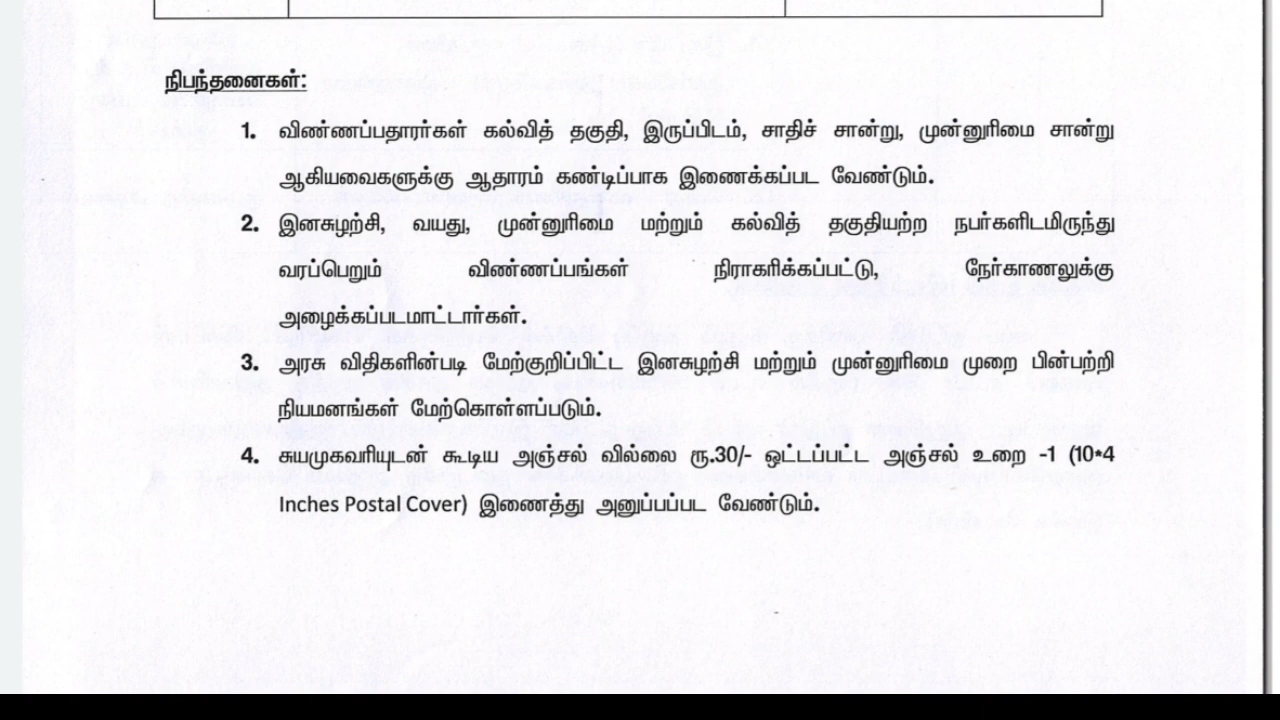 நிபந்தனைகள்:
1. விண்ணப்பதாரர்கள் கல்வித் தகுதி, இருப்பிடம், சாதிச் சான்று, முன்னுரிமை சான்று
ஆகியவைகளுக்கு ஆதாரம் கண்டிப்பாக இணைக்கப்பட வேண்டும்.
2. இனசுழற்சி, வயது, முன்னுரிமை மற்றும் கல்வித் தகுதியற்ற நபர்களிடமிருந்து
வரப்பெறும் விண்ணப்பங்கள் நிராகரிக்கப்பட்டு, நேர்காணலுக்கு
அழைக்கப்படமாட்டார்கள்.
3. அரசு விதிகளின்படி மேற்குறிப்பிட்ட இனசுழற்சி மற்றும் முன்னுரிமை முறை பின்பற்றி
நியமனங்கள் மேற்கொள்ளப்படும்.
4. சுயமுகவரியுடன் கூடிய அஞ்சல் வில்லை ரூ.30/- ஒட்டப்பட்ட அஞ்சல் உறை -1 (10*4
Inches Postal Cover) இணைத்து அனுப்பப்பட வேண்டும்.